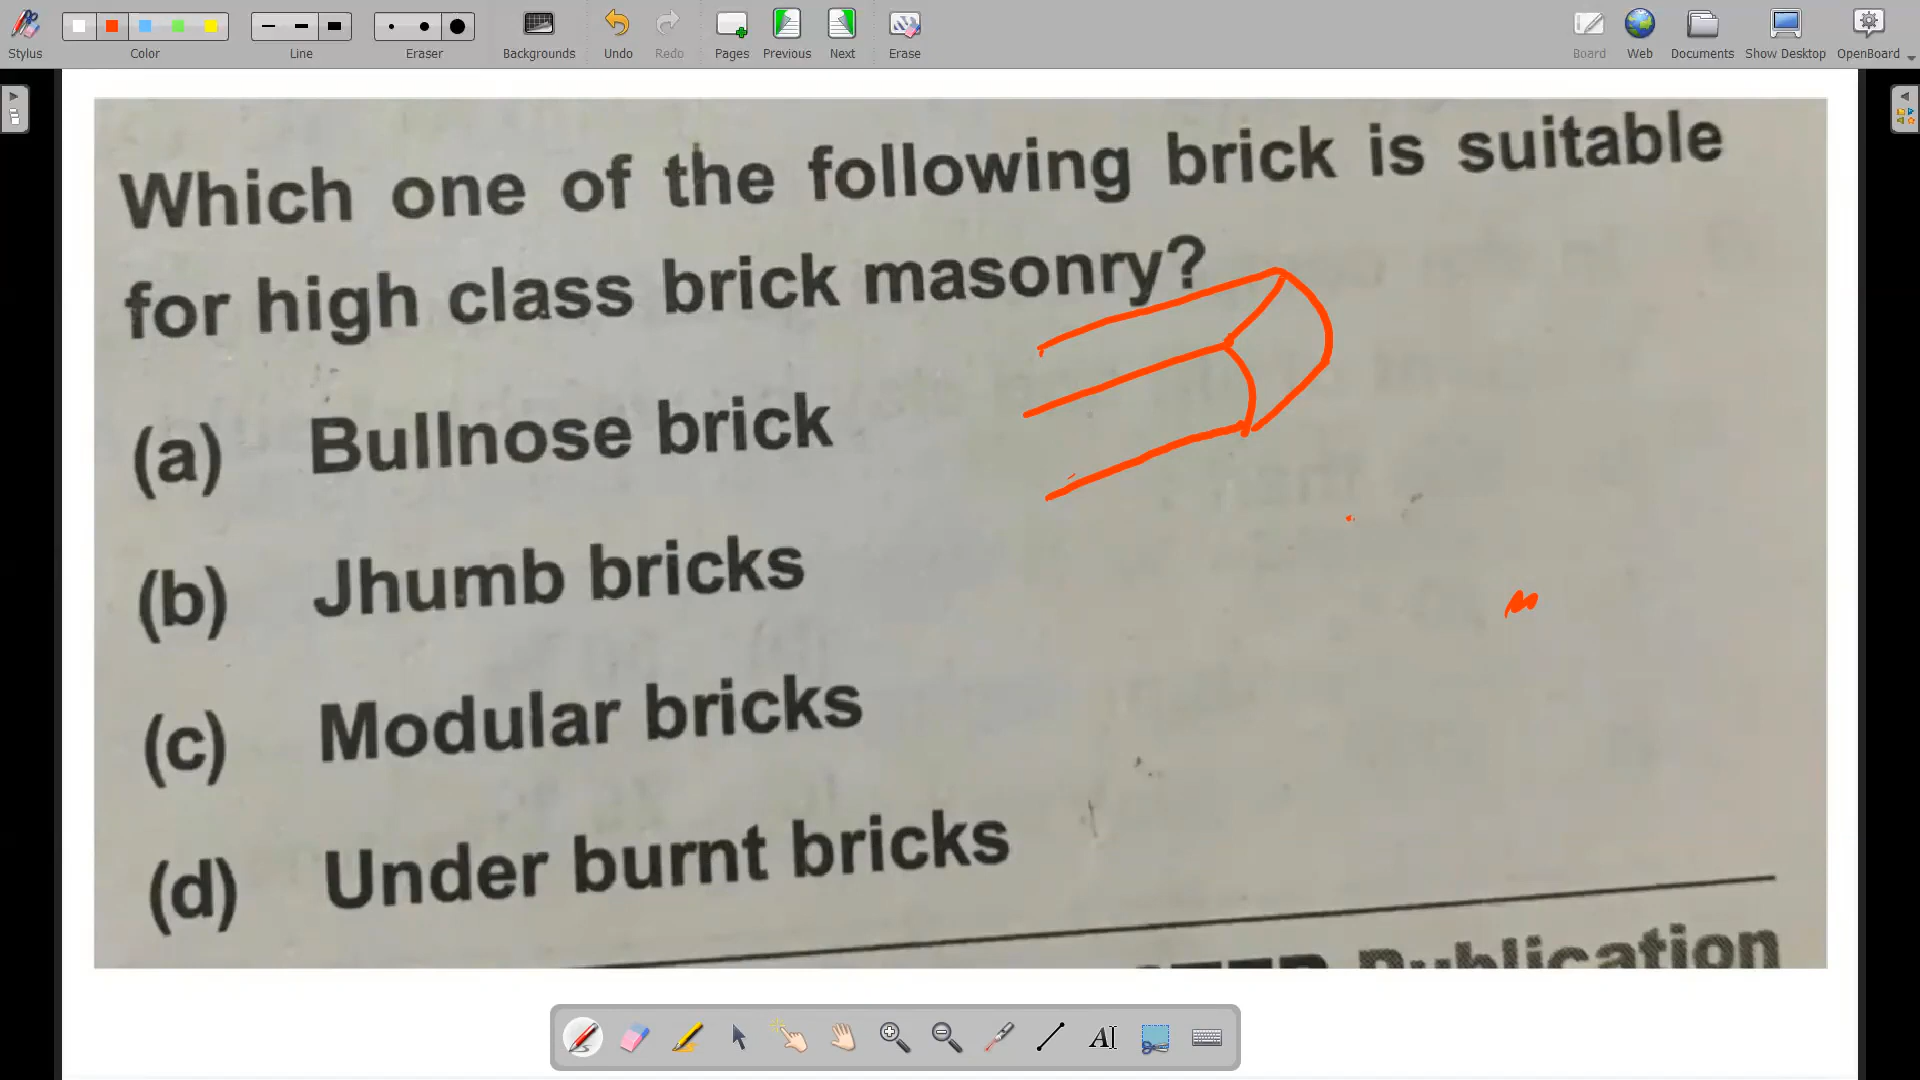 Stylus Color Line Eraser Backgrounds Undo Redo Pages Previous Next Erase Board Web Documents Show Desktop OpenBoard
Which one of the following brick is suitable
for high class brick masonry?
(a) Bullnose brick
(b) Jhumb bricks
(c) Modular bricks
(d) Under burnt bricks
Publication